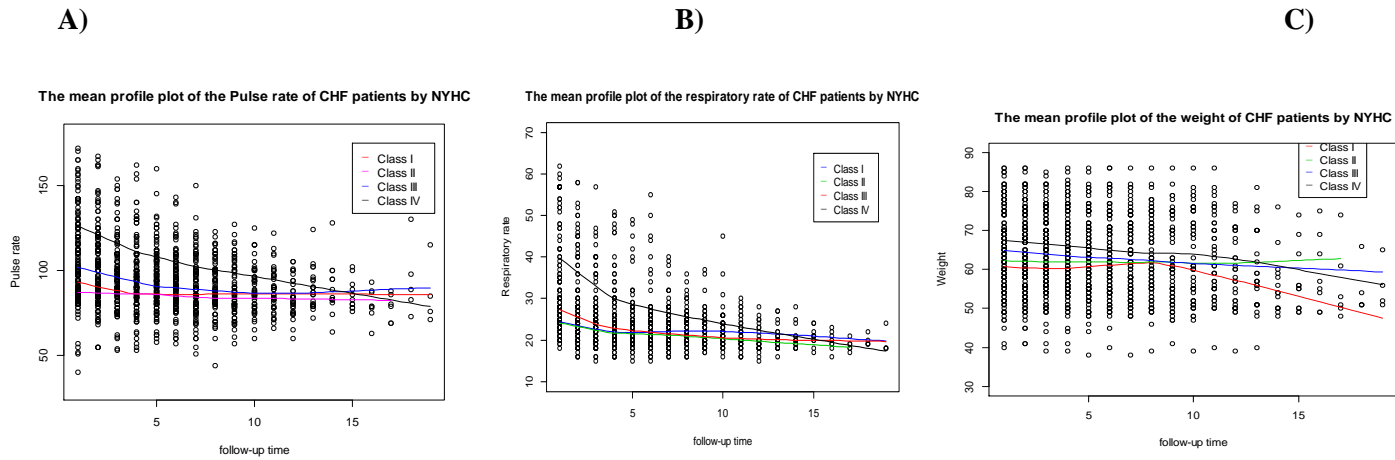 A)
B)
C)
The mean profile plot of the Pulse rate of CHF patients by NYHC
Class I
Class II
Class III
Class IV
Pulse rate
150
100
50
5
10
15
follow-up time
The mean profile plot of the respiratory rate of CHF patients by NYHC
Class I
Class II
Class III
Class IV
Respiratory rate
70
60
50
40
30
20
10
5
10
15
follow-up time
The mean profile plot of the weight of CHF patients by NYHC
Class I
Class II
Class III
Class IV
Weight
90
80
70
60
50
40
30
5
10
15
follow-up time